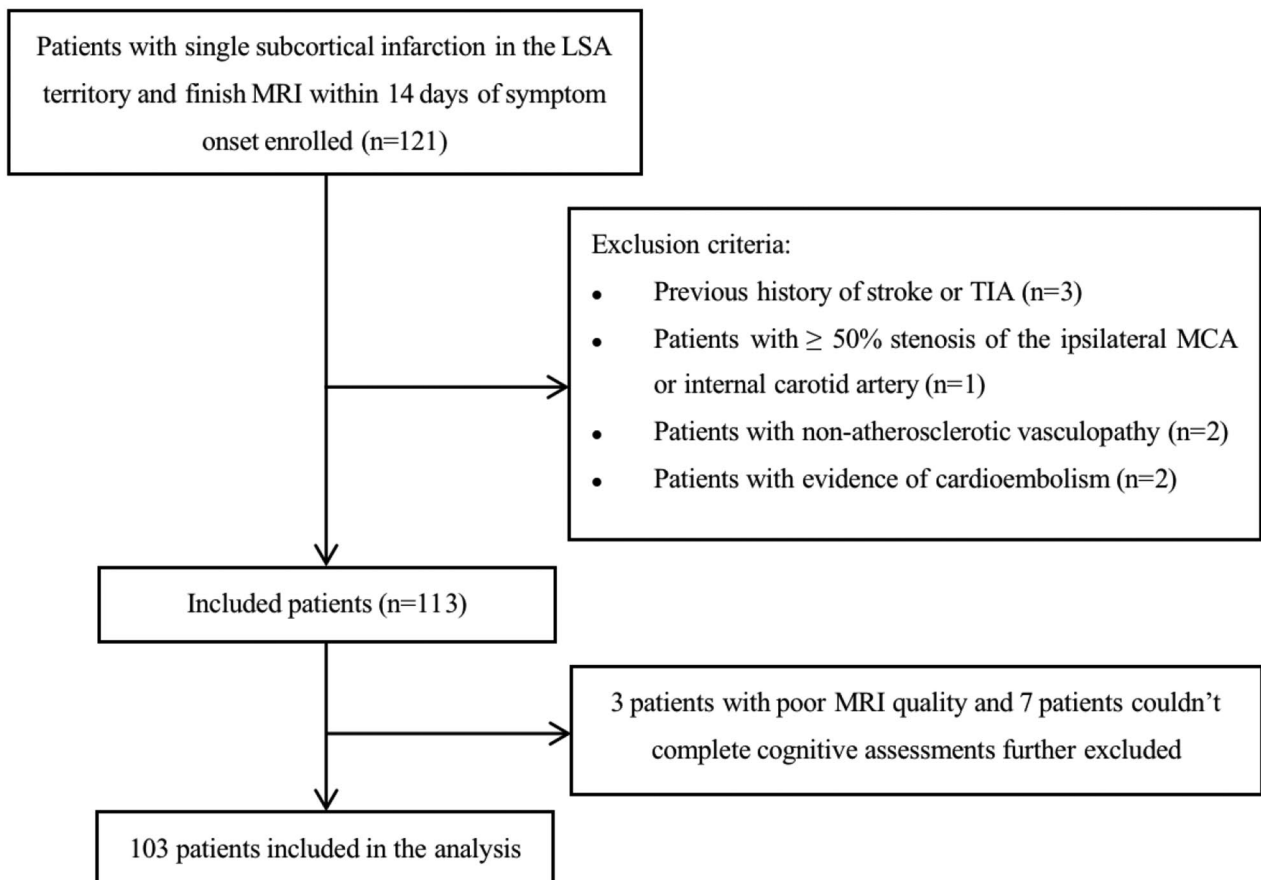 Patients with single subcortical infarction in the LSA
territory and finish MRI within 14 days of symptom
onset enrolled (n=121)
Exclusion criteria:
• Previous history of stroke or TIA (n=3)
• Patients with ≥ 50% stenosis of the ipsilateral MCA
or internal carotid artery (n=1)
• Patients with non-atherosclerotic vasculopathy (n=2)
• Patients with evidence of cardioembolism (n=2)
Included patients (n=113)
3 patients with poor MRI quality and 7 patients couldn’t
complete cognitive assessments further excluded
103 patients included in the analysis